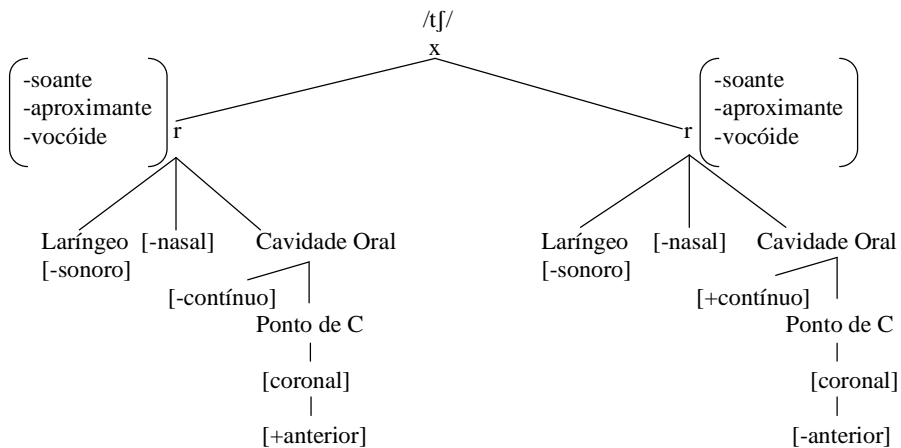 /tʃ/
x
-soante
-aproximante
-vocóide
r
-soante
-aproximante
-vocóide
r
Laríngeo [-nasal] Cavidade Oral
[-sonoro]
[-contínuo]
Ponto de C
[coronal]
[+anterior]
Laríngeo [-nasal] Cavidade Oral
[-sonoro]
[+contínuo]
Ponto de C
[coronal]
[-anterior]